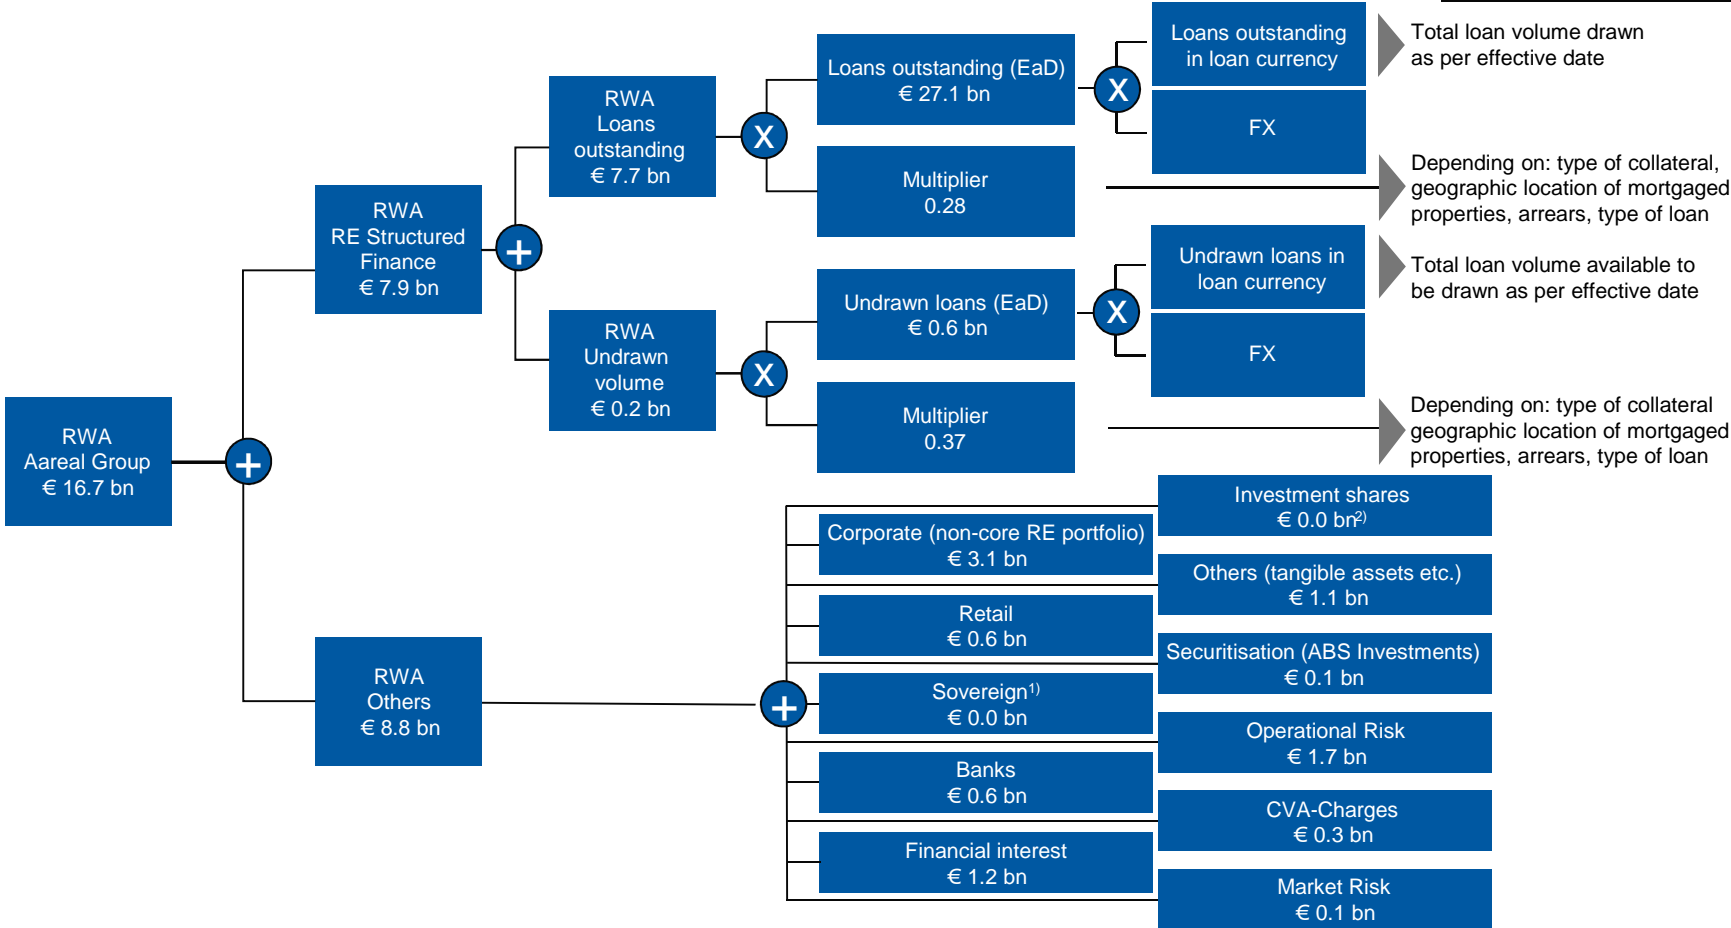 RWA
Aareal Group
€ 16.7 bn
+
RWA
RE Structured
Finance
€ 7.9 bn
+
RWA
Loans
outstanding
€ 7.7 bn
X
Loans outstanding (EaD)
€ 27.1 bn
X
Loans outstanding
in loan currency
FX
Total loan volume drawn
as per effective date
Multiplier
0.28
Depending on: type of collateral,
geographic location of mortgaged
properties, arrears, type of loan
RWA
Undrawn
volume
€ 0.2 bn
X
Undrawn loans (EaD)
€ 0.6 bn
X
Undrawn loans in
loan currency
FX
Total loan volume available to
be drawn as per effective date
Multiplier
0.37
Depending on: type of collateral
geographic location of mortgaged
properties, arrears, type of loan
RWA
Others
€ 8.8 bn
+
Corporate (non-core RE portfolio)
€ 3.1 bn
Retail
€ 0.6 bn
Sovereign1)
€ 0.0 bn
Banks
€ 0.6 bn
Financial interest
€ 1.2 bn
Investment shares
€ 0.0 bn2)
Others (tangible assets etc.)
€ 1.1 bn
Securitisation (ABS Investments)
€ 0.1 bn
Operational Risk
€ 1.7 bn
CVA-Charges
€ 0.3 bn
Market Risk
€ 0.1 bn